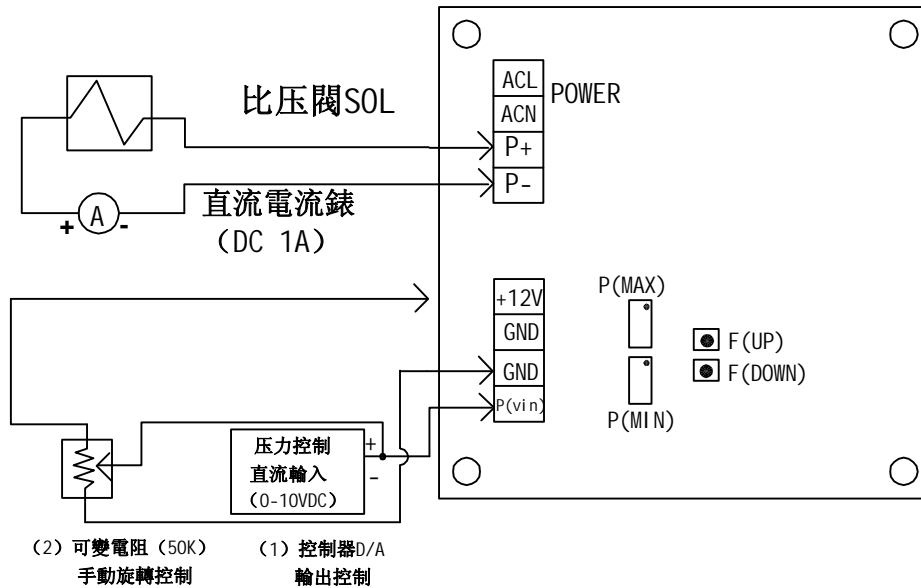 比压閥SOL
ACL
ACN
P+
P-
POWER
A
+
-
直流電流錶
(DC 1A)
+12V
GND
GND
P(vin)
P(MAX)
P(MIN)
F(UP)
F(DOWN)
压力控制
直流輸入
(0-10VDC)
+
-
(2) 可變電阻 (50K)
手動旋轉控制
(1) 控制器D/A
輸出控制